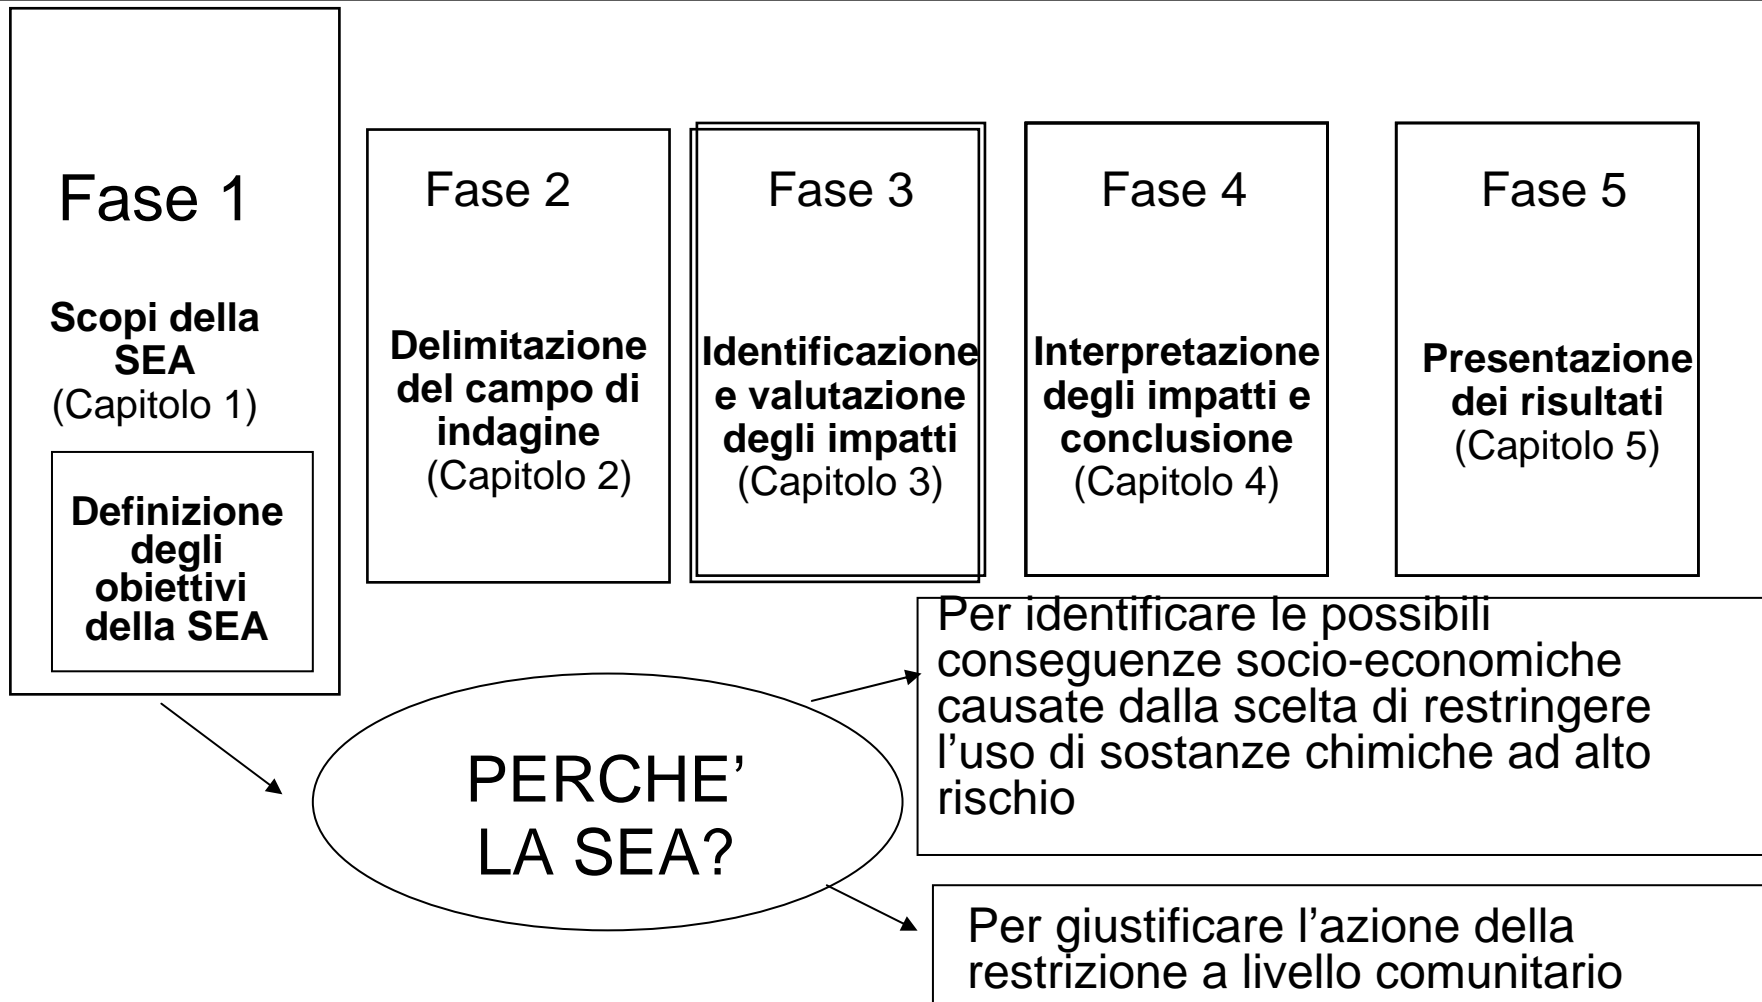 Fase 1
Scopi della
SEA
(Capitolo 1)
Definizione
degli
obiettivi
della SEA
Fase 2
Delimitazione
del campo di
indagine
(Capitolo 2)
Fase 3
Identificazione
e valutazione
degli impatti
(Capitolo 3)
Fase 4
Interpretazione
degli impatti e
conclusione
(Capitolo 4)
Fase 5
Presentazione
dei risultati
(Capitolo 5)
PERCHE’
LA SEA?
Per identificare le possibili
conseguenze socio-economiche
causate dalla scelta di restringere
l’uso di sostanze chimiche ad alto
rischio
Per giustificare l’azione della
restrizione a livello comunitario